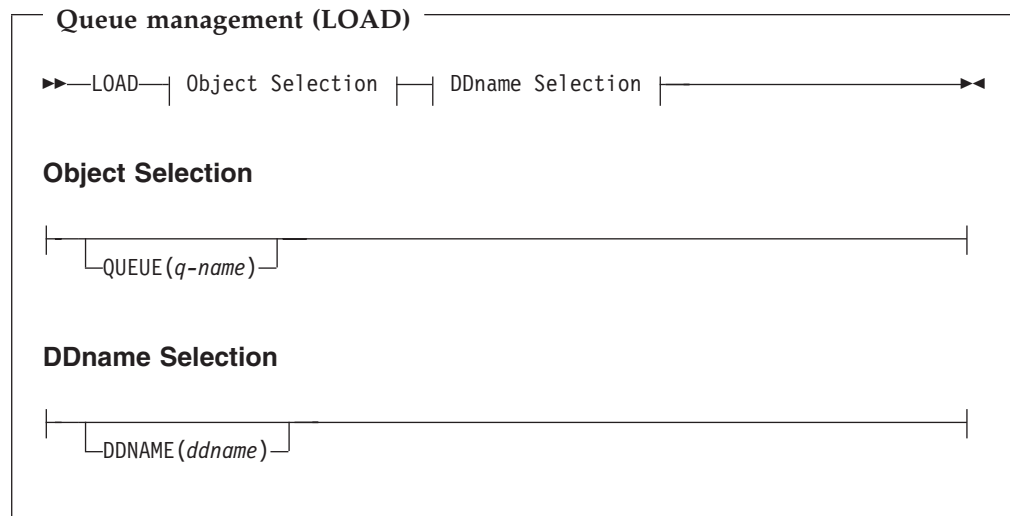 Queue management (LOAD)
LOAD Object Selection DDname Selection
Object Selection
QUEUE(q-name)
DDname Selection
DDNAME(ddname)